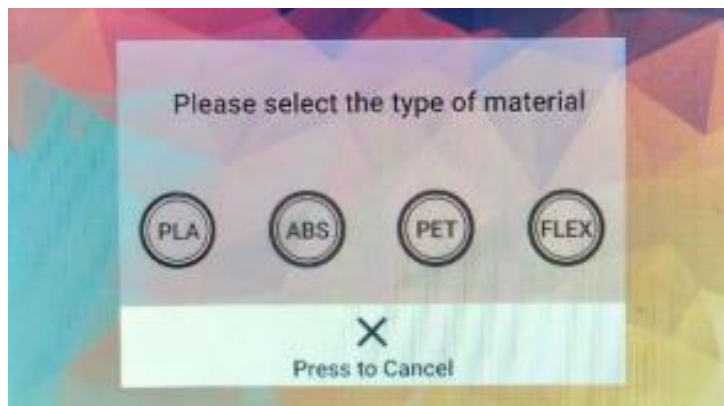 Please select the type of material
PLA ABS PET FLEX
Press to Cancel